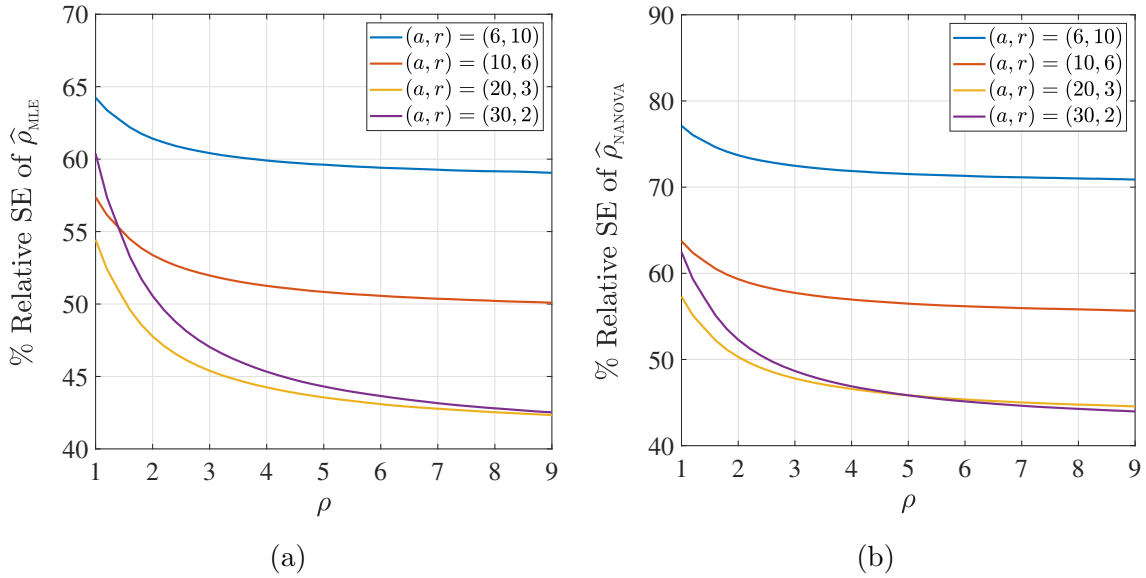 % Relative SE of ρ̂_MLE
70%
65%
60%
55%
50%
45%
40
(a, r) = (6, 10)
(a, r) = (10, 6)
(a, r) = (20, 3)
(a, r) = (30, 2)
1 2 3 4 5 6 7 8 9
ρ
(a)
% Relative SE of ρ̂_NANOVA
90%
80%
70%
60%
50%
40
(a, r) = (6, 10)
(a, r) = (10, 6)
(a, r) = (20, 3)
(a, r) = (30, 2)
1 2 3 4 5 6 7 8 9
ρ
(b)